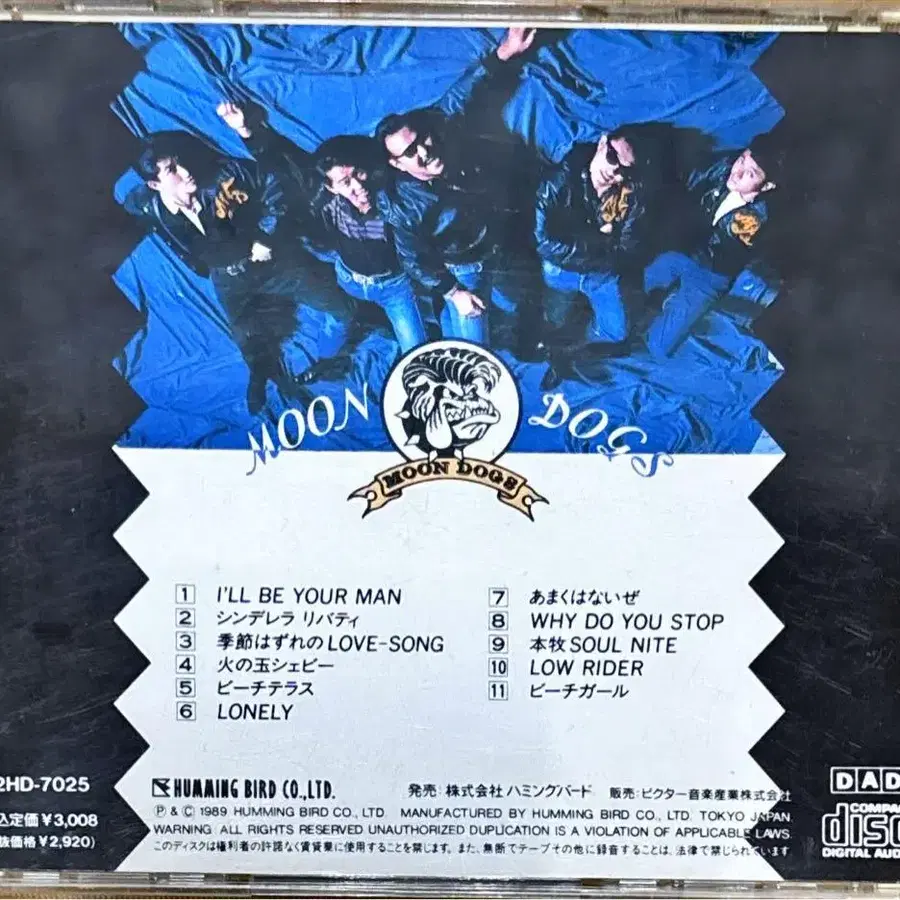 MOON DOGS
MOON DOGS
1 I'LL BE YOUR MAN
2 シンデレラ リバティ
3 季節はずれのLOVE-SONG
4 火の玉シェビー
5 ビーチテラス
6 LONELY
7 あまくはないぜ
8 WHY DO YOU STOP
9 本牧SOUL NITE
10 LOW RIDER
11 ビーチガール
2HD-7025
込定価¥3,008
抜価格¥2,920)
HUMMING BIRD CO.,LTD.
発売:株式会社ハミングバード 販売:ビクター音楽産業株式会社
Ⓟ & © 1989 HUMMING BIRD CO., LTD. MANUFACTURED BY HUMMING BIRD CO., LTD. TOKYO JAPAN
WARNING: ALL RIGHTS RESERVED UNAUTHORIZED DUPLICATION IS A VIOLATION OF APPLICABLE LAWS.
このディスクは権利者の許諾なく賃貸業に使用することを禁じます。また、無断でテープその他に録音することは、法律で禁じられています
DAD
COMPAC
disc
DIGITAL AUDI